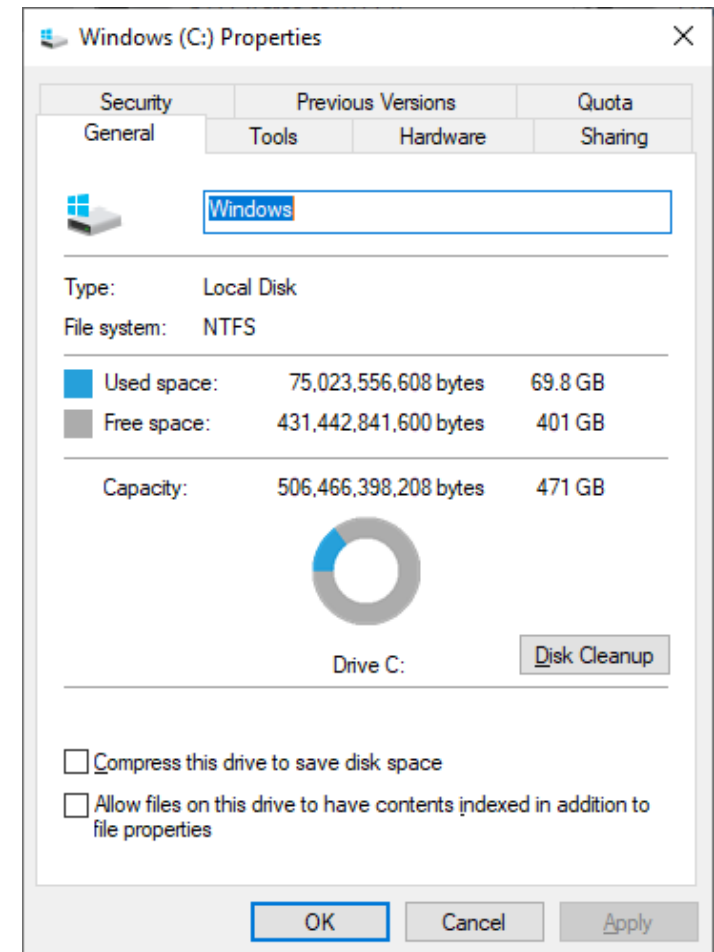 Windows (C:) Properties
Security Previous Versions Quota
General Tools Hardware Sharing
Windows
Type: Local Disk
File system: NTFS
Used space: 75,023,556,608 bytes 69.8 GB
Free space: 431,442,841,600 bytes 401 GB
Capacity: 506,466,398,208 bytes 471 GB
Drive C:
Disk Cleanup
Compress this drive to save disk space
Allow files on this drive to have contents indexed in addition to
file properties
OK Cancel Apply